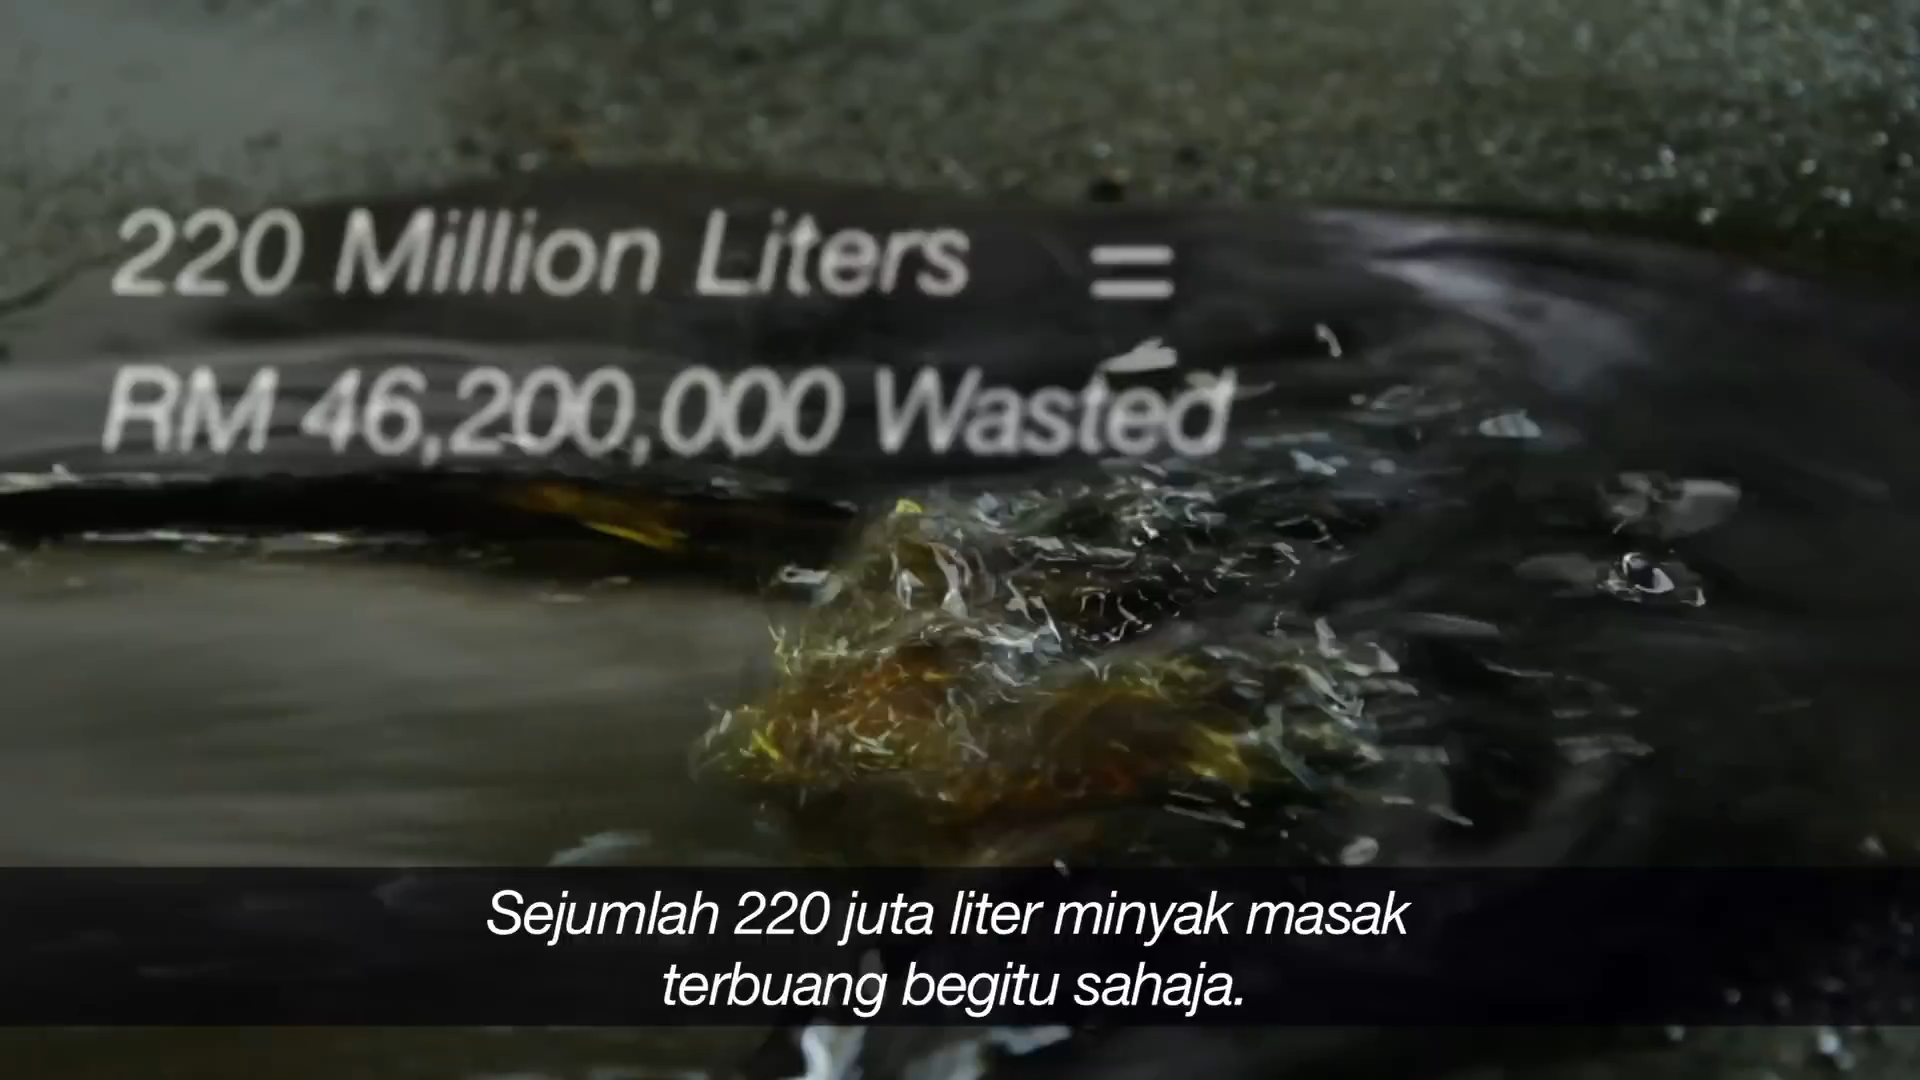 220 Million Liters =
RM 46,200,000 Wasted
Sejumlah 220 juta liter minyak masak
terbuang begitu sahaja.